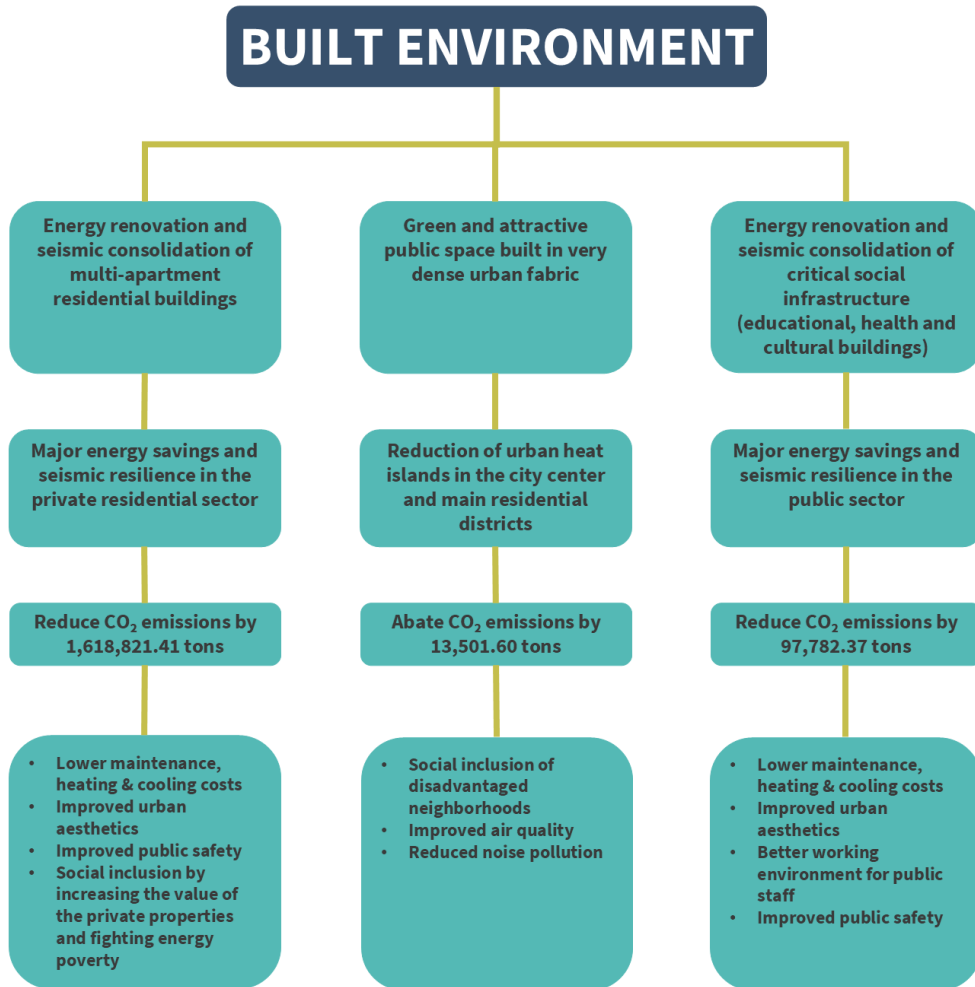 BUILT ENVIRONMENT
Energy renovation and
seismic consolidation of
multi-apartment
residential buildings
Green and attractive
public space built in very
dense urban fabric
Energy renovation and
seismic consolidation of
critical social
infrastructure
(educational, health and
cultural buildings)
Major energy savings and
seismic resilience in the
private residential sector
Reduction of urban heat
islands in the city center
and main residential
districts
Major energy savings and
seismic resilience in the
public sector
Reduce CO₂ emissions by
1,618,821.41 tons
Abate CO₂ emissions by
13,501.60 tons
Reduce CO₂ emissions by
97,782.37 tons
• Lower maintenance,
heating & cooling costs
• Improved urban
aesthetics
• Improved public safety
• Social inclusion by
increasing the value of
the private properties
and fighting energy
poverty
• Social inclusion of
disadvantaged
neighborhoods
• Improved air quality
• Reduced noise pollution
• Lower maintenance,
heating & cooling costs
• Improved urban
aesthetics
• Better working
environment for public
staff
• Improved public safety